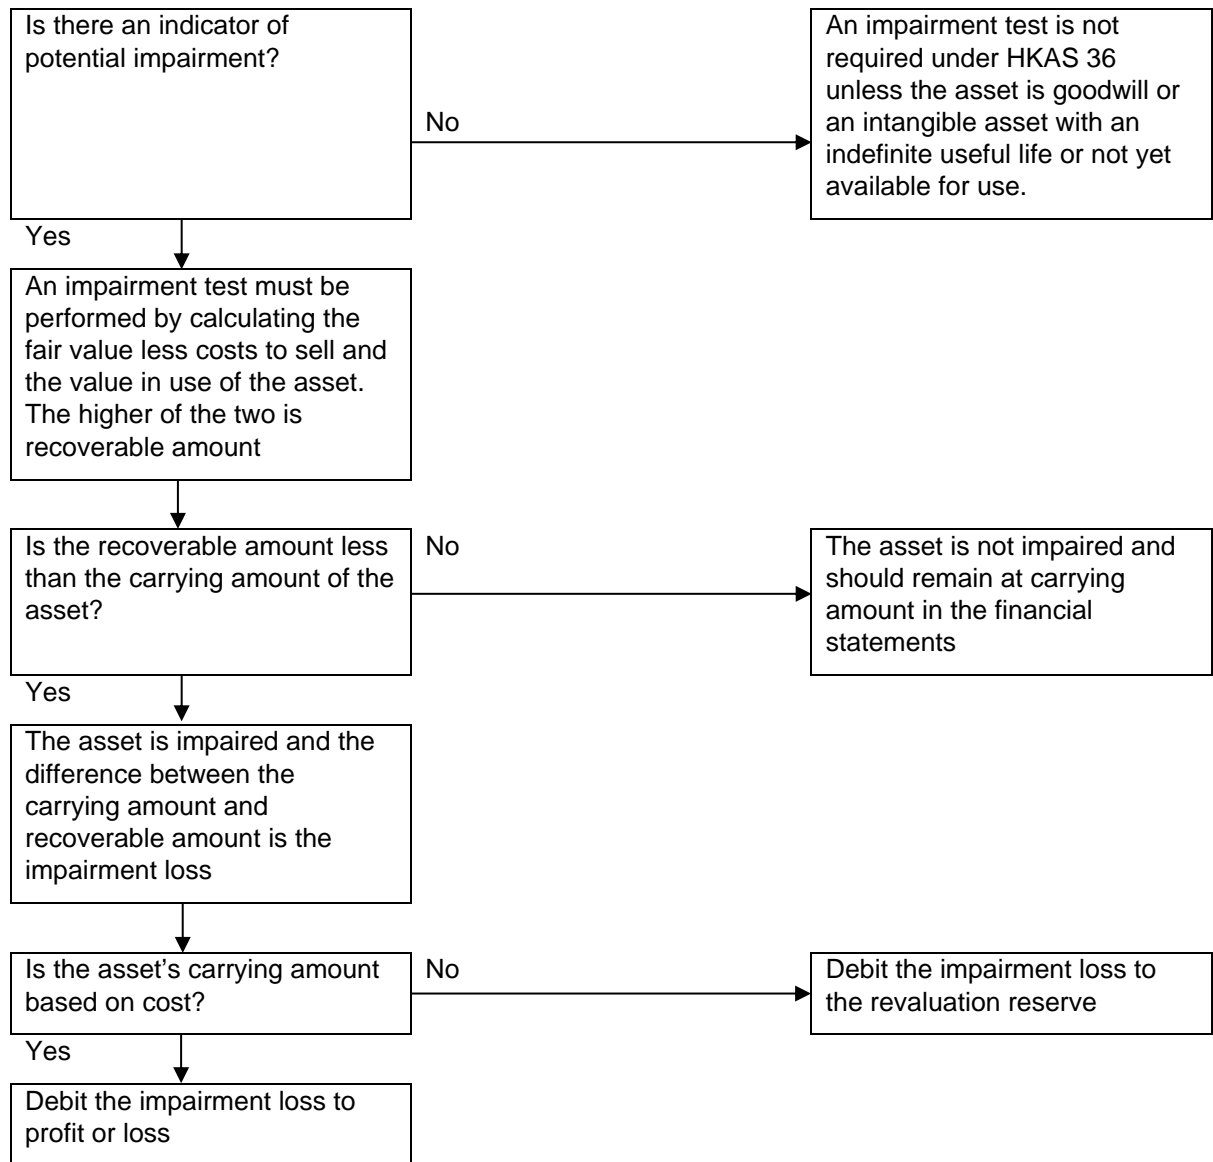 Is there an indicator of
potential impairment?
No
An impairment test is not
required under HKAS 36
unless the asset is goodwill or
an intangible asset with an
indefinite useful life or not yet
available for use.
Yes
An impairment test must be
performed by calculating the
fair value less costs to sell and
the value in use of the asset.
The higher of the two is
recoverable amount
Is the recoverable amount less
than the carrying amount of the
asset?
No
The asset is not impaired and
should remain at carrying
amount in the financial
statements
Yes
The asset is impaired and the
difference between the
carrying amount and
recoverable amount is the
impairment loss
Is the asset’s carrying amount
based on cost?
No
Debit the impairment loss to
the revaluation reserve
Yes
Debit the impairment loss to
profit or loss